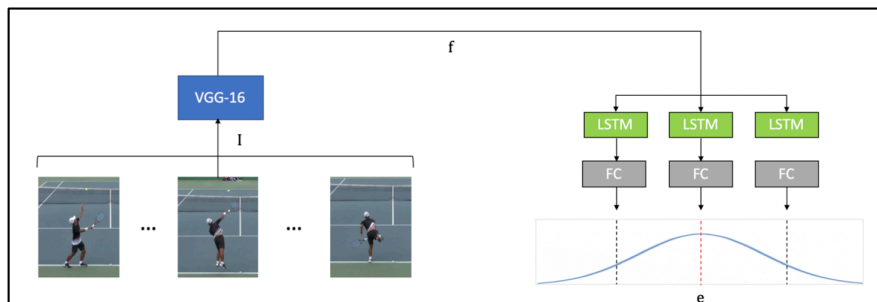 f
VGG-16
I
LSTM LSTM LSTM
FC FC FC
... ...
e